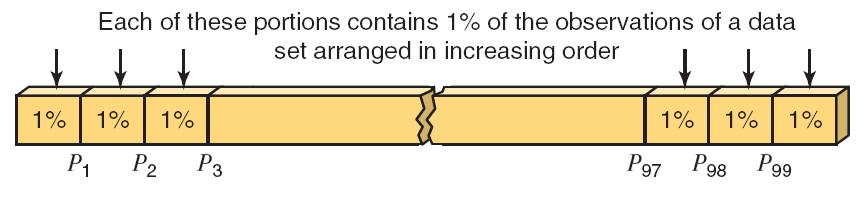 Each of these portions contains 1% of the observations of a data
set arranged in increasing order
1% 1% 1% 1% 1% 1%
P1 P2 P3 P97 P98 P99